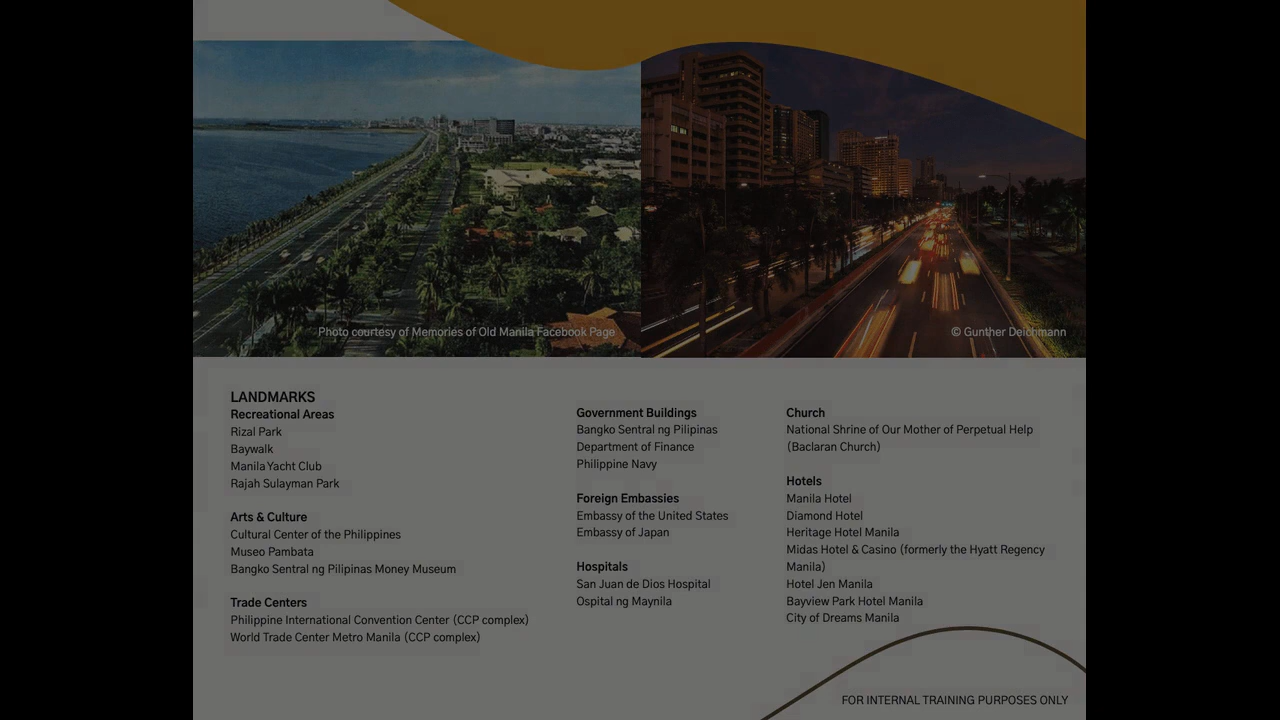 Photo courtesy of Memories of Old Manila Facebook Page
© Gunther Deichmann
LANDMARKS
Recreational Areas
Rizal Park
Baywalk
Manila Yacht Club
Rajah Sulayman Park
Arts & Culture
Cultural Center of the Philippines
Museo Pambata
Bangko Sentral ng Pilipinas Money Museum
Trade Centers
Philippine International Convention Center (CCP complex)
World Trade Center Metro Manila (CCP complex)
Government Buildings
Bangko Sentral ng Pilipinas
Department of Finance
Philippine Navy
Foreign Embassies
Embassy of the United States
Embassy of Japan
Hospitals
San Juan de Dios Hospital
Ospital ng Maynila
Church
National Shrine of Our Mother of Perpetual Help
(Baclaran Church)
Hotels
Manila Hotel
Diamond Hotel
Heritage Hotel Manila
Midas Hotel & Casino (formerly the Hyatt Regency
Manila)
Hotel Jen Manila
Bayview Park Hotel Manila
City of Dreams Manila
FOR INTERNAL TRAINING PURPOSES ONLY